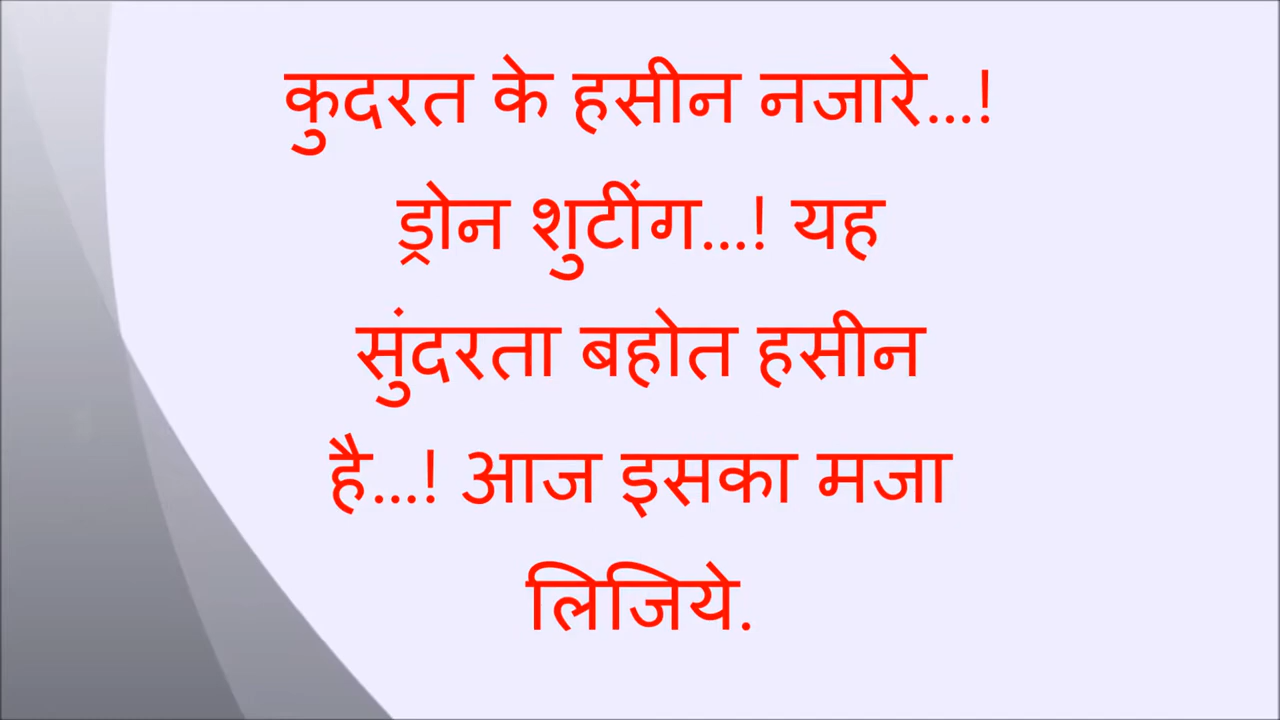 कुदरत के हसीन नजारे...!
ड्रोन शुटींग...! यह
सुंदरता बहोत हसीन
है...! आज इसका मजा
लिजिये.